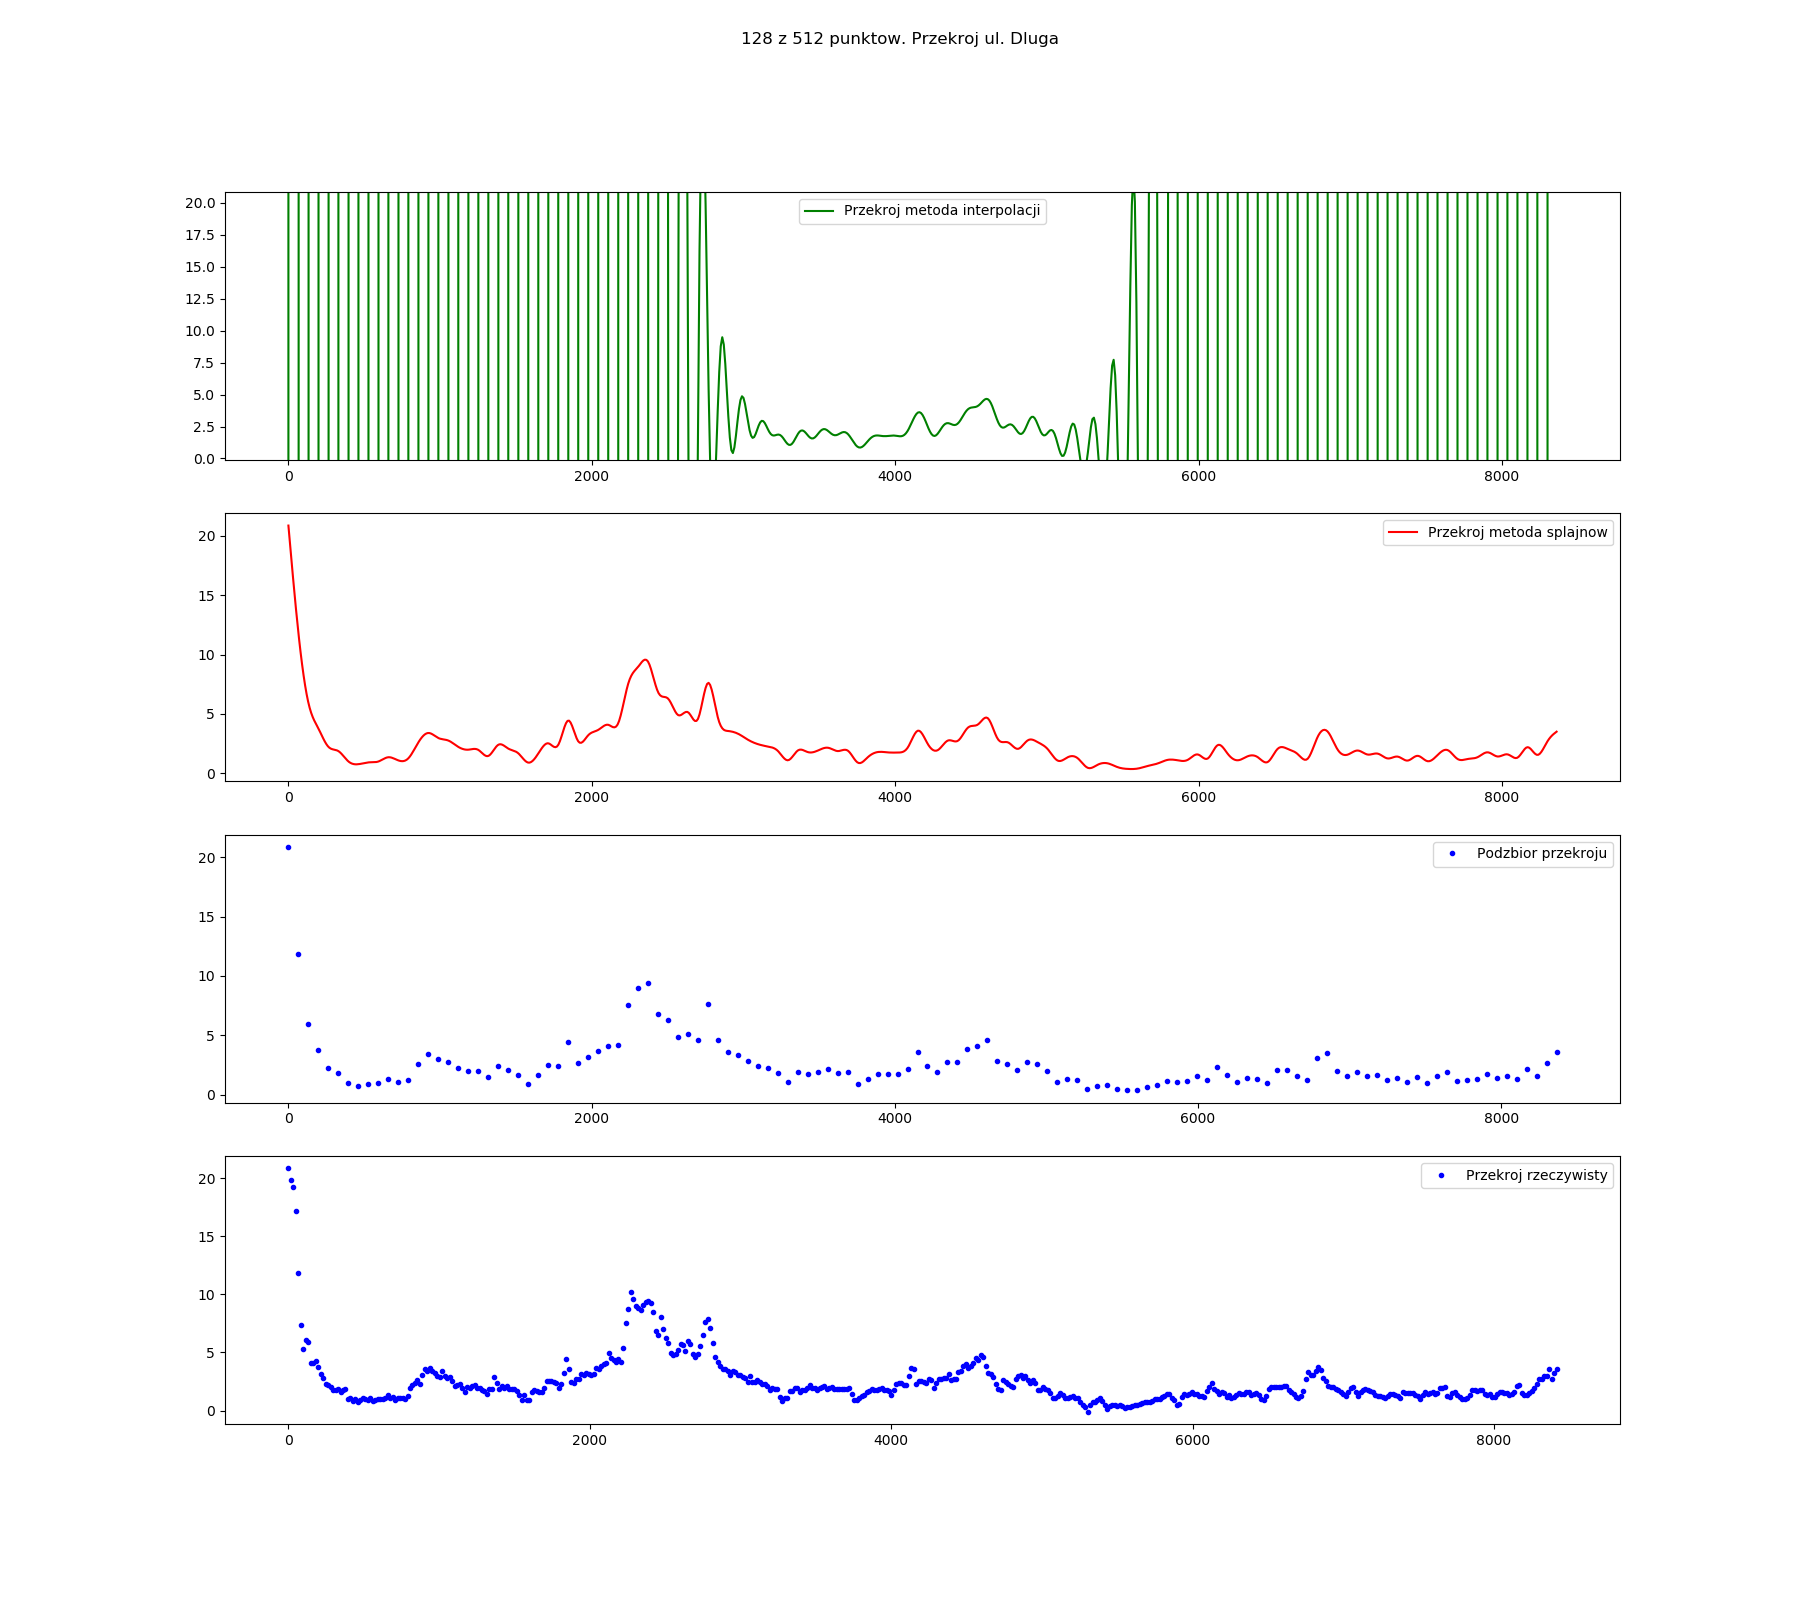 128 z 512 punktow. Przekroj ul. Dluga
20.0
17.5
15.0
12.5
10.0
7.5
5.0
2.5
0.0
Przekroj metoda interpolacji
0 2000 4000 6000 8000
20
15
10
5
0
Przekroj metoda splajnow
0 2000 4000 6000 8000
20
15
10
5
0
Podzbior przekroju
0 2000 4000 6000 8000
20
15
10
5
0
Przekroj rzeczywisty
0 2000 4000 6000 8000